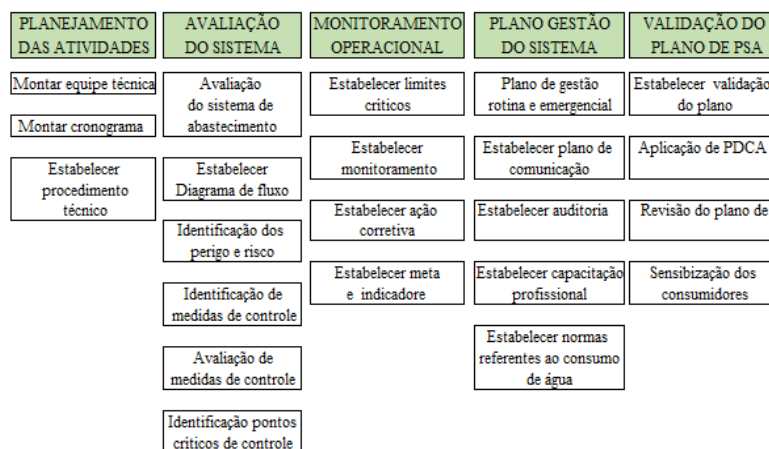 PLANEJAMENTO
DAS ATIVIDADES
Montar equipe técnica
Montar cronograma
Estabelecer
procedimento
técnico
AVALIAÇÃO
DO SISTEMA
Avaliação
do sistema de
abastecimento
Estabelecer
Diagrama de fluxo
Identificação dos
perigo e risco
Identificação de
medidas de controle
Avaliação de
medidas de controle
Identificação pontos
críticos de controle
MONITORAMENTO
OPERACIONAL
Estabelecer limites
críticos
Estabelecer
monitoramento
Estabelecer ação
corretiva
Estabelecer meta
e indicadore
PLANO GESTÃO
DO SISTEMA
Plano de gestão
rotina e emergencial
Estabelecer plano de
comunicação
Estabelecer auditoria
Estabelecer capacitação
profissional
Estabelecer normas
referentes ao consumo
de água
VALIDAÇÃO DO
PLANO DE PSA
Estabelecer validação
do plano
Aplicação de PDCA
Revisão do plano de
Sensibização dos
consumidores